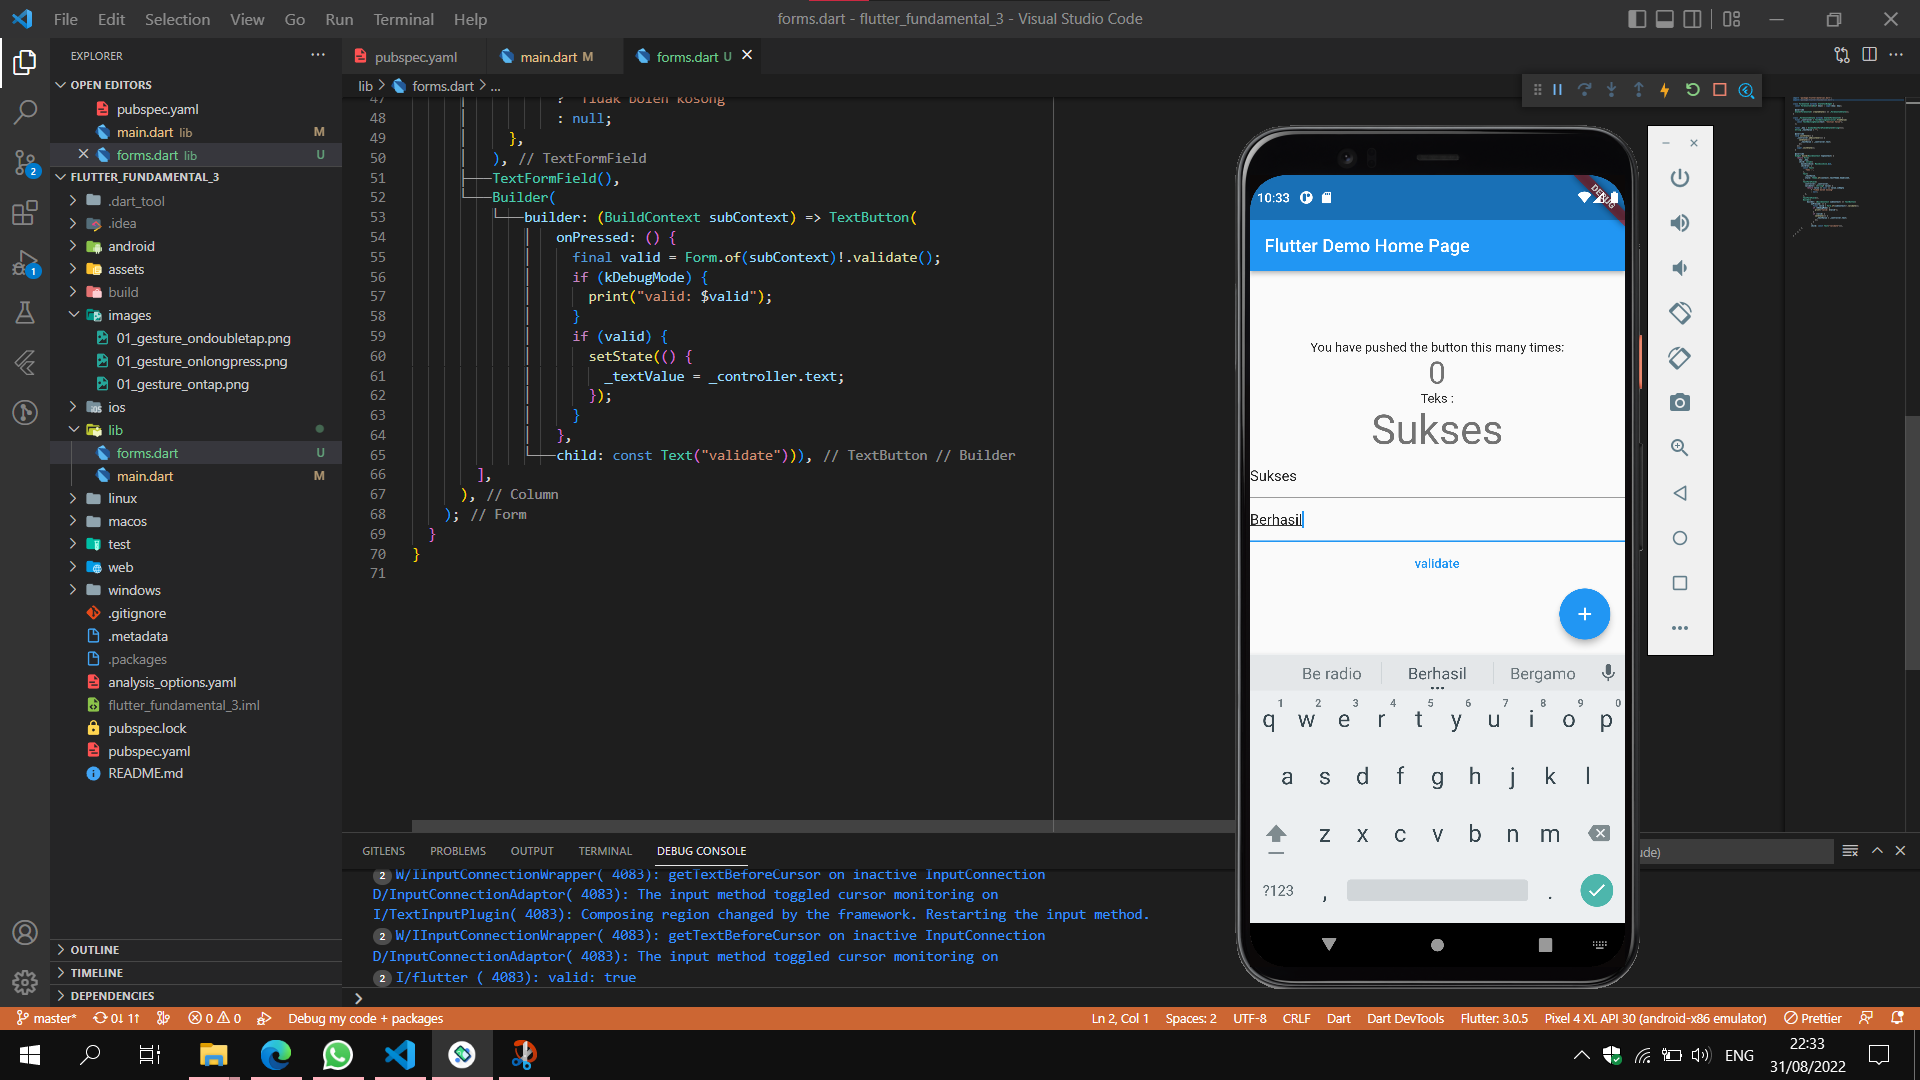 File Edit Selection View Go Run Terminal Help
forms.dart - flutter_fundamental_3 - Visual Studio Code
EXPLORER
OPEN EDITORS
pubspec.yaml
main.dart lib M
forms.dart lib U
FLUTTER_FUNDAMENTAL_3
.dart_tool
.idea
android
assets
build
images
01_gesture_ondoubletap.png
01_gesture_onlongpress.png
01_gesture_ontap.png
ios
lib
forms.dart U
main.dart M
linux
macos
test
web
windows
.gitignore
.metadata
.packages
analysis_options.yaml
flutter_fundamental_3.iml
pubspec.lock
pubspec.yaml
README.md
OUTLINE
TIMELINE
DEPENDENCIES
2
1
pubspec.yaml
main.dart M
forms.dart U
lib > forms.dart > ...
47 ? "Tidak boleh kosong
48 : null;
49 },
50 ), // TextFormField
51 TextFormField(),
52 Builder(
53 builder: (BuildContext subContext) => TextButton(
54 onPressed: () {
55 final valid = Form.of(subContext)!.validate();
56 if (kDebugMode) {
57 print("valid: $valid");
58 }
59 if (valid) {
60 setState(() {
61 _textValue = _controller.text;
62 });
63 }
64 },
65 child: const Text("validate"))), // TextButton // Builder
66 ],
67 ), // Column
68 ); // Form
69 }
70 }
71
GITLENS PROBLEMS OUTPUT TERMINAL DEBUG CONSOLE
ude)
2 W/IInputConnectionWrapper( 4083): getTextBeforeCursor on inactive InputConnection
D/InputConnectionAdaptor( 4083): The input method toggled cursor monitoring on
I/TextInputPlugin( 4083): Composing region changed by the framework. Restarting the input method.
2 W/IInputConnectionWrapper( 4083): getTextBeforeCursor on inactive InputConnection
D/InputConnectionAdaptor( 4083): The input method toggled cursor monitoring on
2 I/flutter ( 4083): valid: true
10:33
DEBUG
Flutter Demo Home Page
You have pushed the button this many times:
0
Teks :
Sukses
Sukses
Berhasil
validate
+
Be radio Berhasil Bergamo
1 2 3 4 5 6 7 8 9 0
q w e r t y u i o p
a s d f g h j k l
z x c v b n m
?123 , .
master* 0↓ 1↑ 0 0 Debug my code + packages
Ln 2, Col 1 Spaces: 2 UTF-8 CRLF Dart Dart DevTools Flutter: 3.0.5 Pixel 4 XL API 30 (android-x86 emulator) Prettier
ENG
22:33
31/08/2022